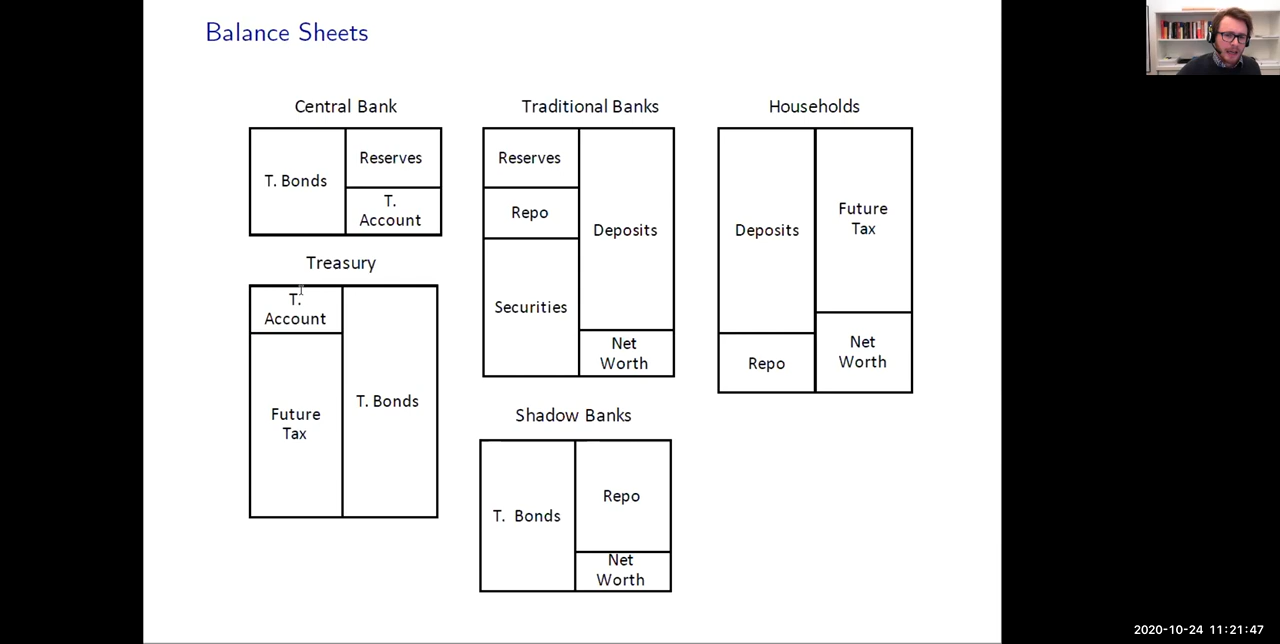 Balance Sheets
Central Bank
T. Bonds
Reserves
T.
Account
Treasury
T.
Account
Future
Tax
T. Bonds
Traditional Banks
Reserves
Repo
Securities
Deposits
Net
Worth
Shadow Banks
T. Bonds
Repo
Net
Worth
Households
Deposits
Repo
Future
Tax
Net
Worth
2020-10-24 11:21:47